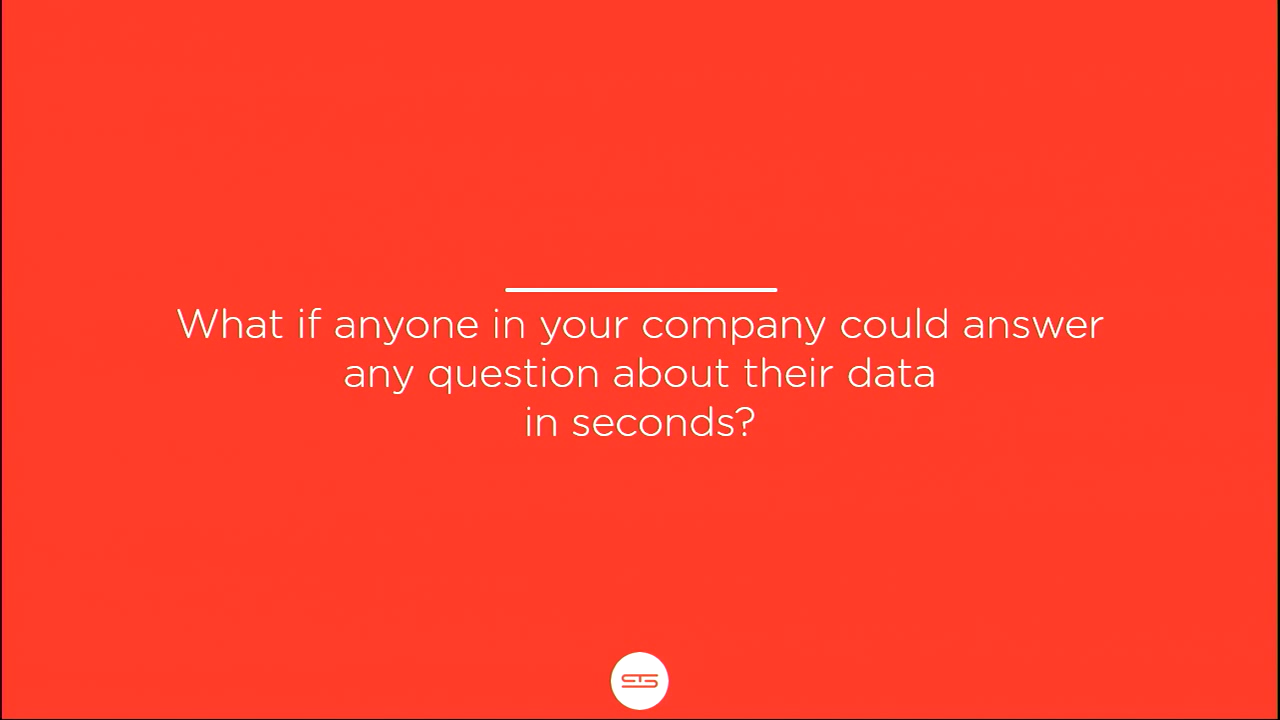 What if anyone in your company could answer
any question about their data
in seconds?